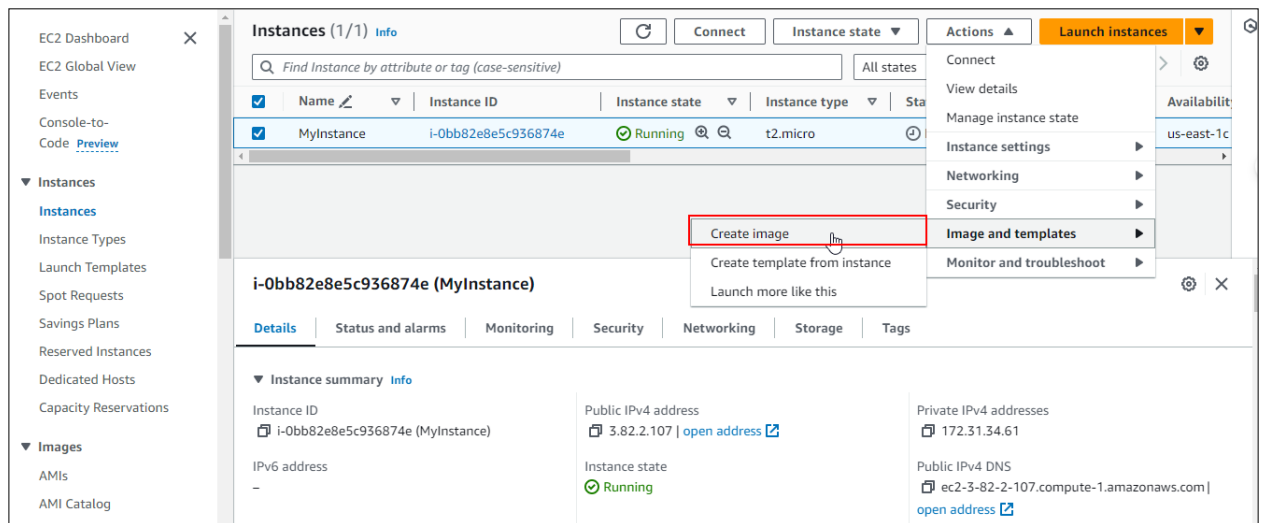 EC2 Dashboard
EC2 Global View
Events
Console-to-
Code Preview
Instances
Instances
Instance Types
Launch Templates
Spot Requests
Savings Plans
Reserved Instances
Dedicated Hosts
Capacity Reservations
Images
AMIs
AMI Catalog
Instances (1/1) Info
Connect
Instance state
Actions
Launch instances
Find Instance by attribute or tag (case-sensitive)
All states
Name
Instance ID
Instance state
Instance type
Sta
Availabilit
MyInstance
i-0bb82e8e5c936874e
Running
t2.micro
us-east-1c
Connect
View details
Manage instance state
Instance settings
Networking
Security
Image and templates
Monitor and troubleshoot
Create image
Create template from instance
Launch more like this
i-0bb82e8e5c936874e (MyInstance)
Details
Status and alarms
Monitoring
Security
Networking
Storage
Tags
Instance summary Info
Instance ID
i-0bb82e8e5c936874e (MyInstance)
Public IPv4 address
3.82.2.107 | open address
Private IPv4 addresses
172.31.34.61
IPv6 address
–
Instance state
Running
Public IPv4 DNS
ec2-3-82-2-107.compute-1.amazonaws.com |
open address